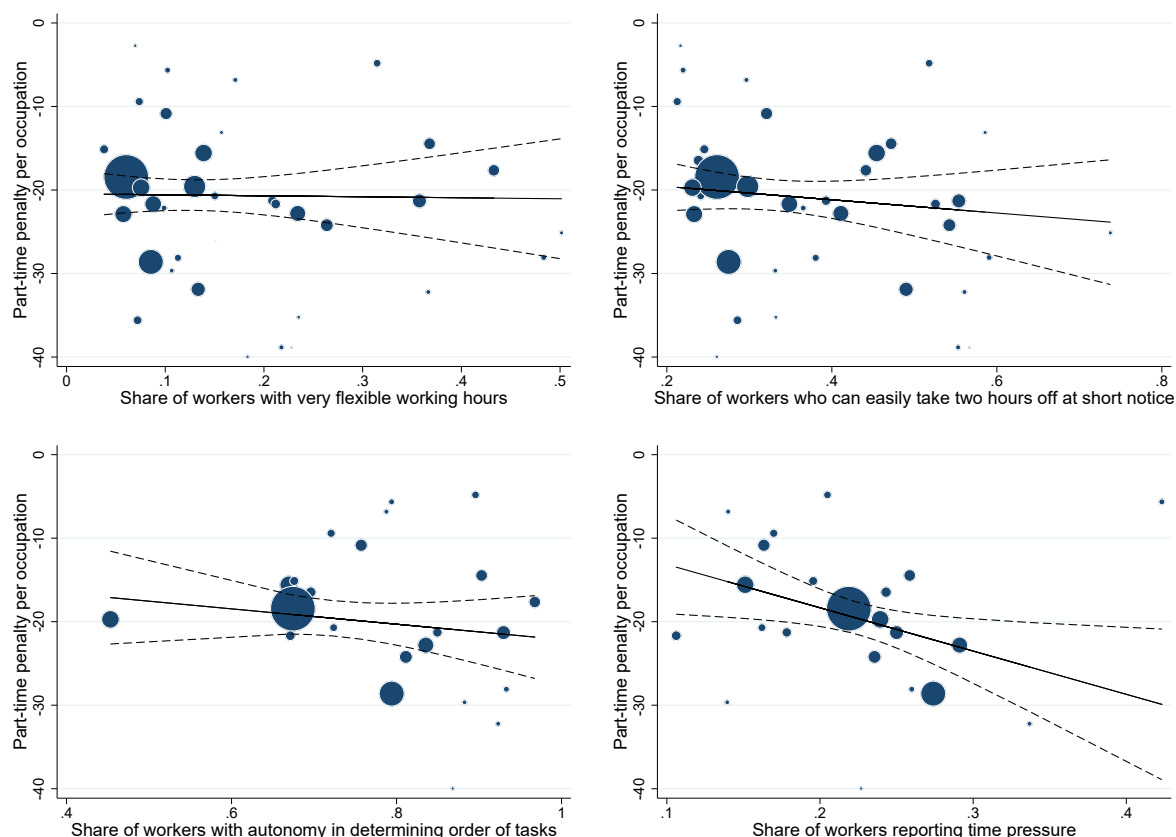 Part-time penalty per occupation
0
-10
-20
-30
-40
0 .1 .2 .3 .4 .5
Share of workers with very flexible working hours
Part-time penalty per occupation
0
-10
-20
-30
-40
.2 .4 .6 .8
Share of workers who can easily take two hours off at short notice
Part-time penalty per occupation
0
-10
-20
-30
-40
.4 .6 .8 1
Share of workers with autonomy in determining order of tasks
Part-time penalty per occupation
0
-10
-20
-30
-40
.1 .2 .3 .4
Share of workers reporting time pressure